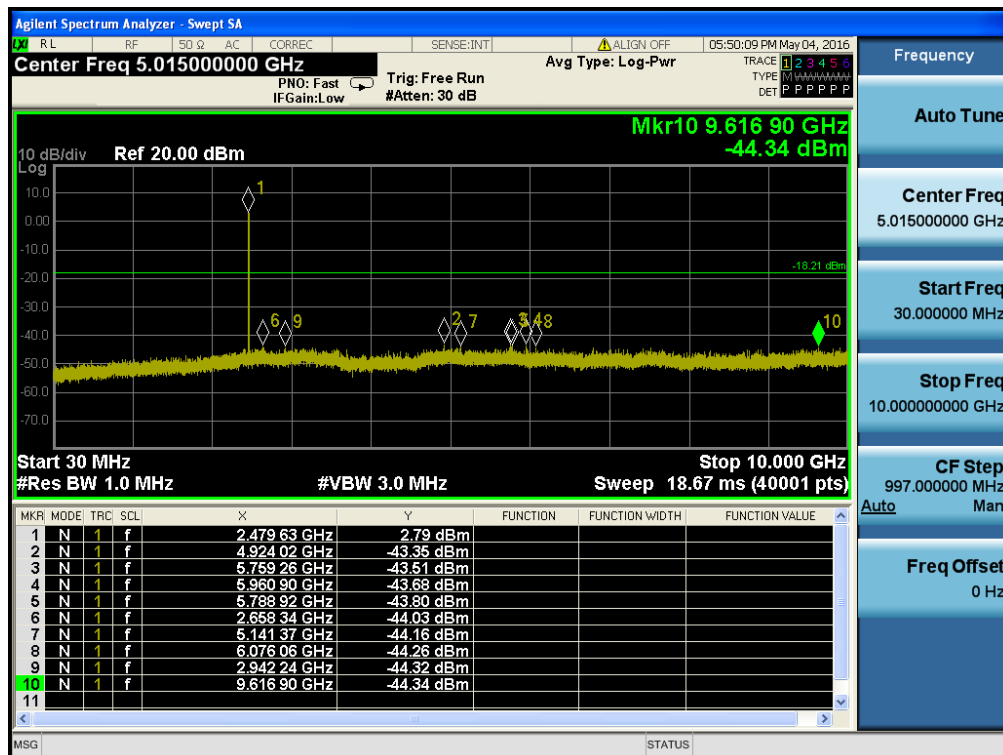 Agilent Spectrum Analyzer - Swept SA
LXI RL RF 50 Ω AC CORREC SENSE:INT ALIGN OFF 05:50:09 PM May 04, 2016
Center Freq 5.015000000 GHz
PNO: Fast
IFGain:Low
Trig: Free Run
#Atten: 30 dB
Avg Type: Log-Pwr
TRACE 1 2 3 4 5 6
TYPE M WWWWW
DET P P P P P P
Mkr10 9.616 90 GHz
-44.34 dBm
10 dB/div
Log
Ref 20.00 dBm
10.0
0.00
-10.0
-20.0
-30.0
-40.0
-50.0
-60.0
-70.0
-18.21 dBm
1
6 9 2 7 3 5 4 8 10
Start 30 MHz
Stop 10.000 GHz
#Res BW 1.0 MHz #VBW 3.0 MHz Sweep 18.67 ms (40001 pts)
MKR MODE TRC SCL X Y FUNCTION FUNCTION WIDTH FUNCTION VALUE
1 N 1 f 2.479 63 GHz 2.79 dBm
2 N 1 f 4.924 02 GHz -43.35 dBm
3 N 1 f 5.759 26 GHz -43.51 dBm
4 N 1 f 5.960 90 GHz -43.68 dBm
5 N 1 f 5.788 92 GHz -43.80 dBm
6 N 1 f 2.658 34 GHz -44.03 dBm
7 N 1 f 5.141 37 GHz -44.16 dBm
8 N 1 f 6.076 06 GHz -44.26 dBm
9 N 1 f 2.942 24 GHz -44.32 dBm
10 N 1 f 9.616 90 GHz -44.34 dBm
11
MSG STATUS
Frequency
Auto Tune
Center Freq
5.015000000 GHz
Start Freq
30.000000 MHz
Stop Freq
10.000000000 GHz
CF Step
997.000000 MHz
Auto Man
Freq Offset
0 Hz